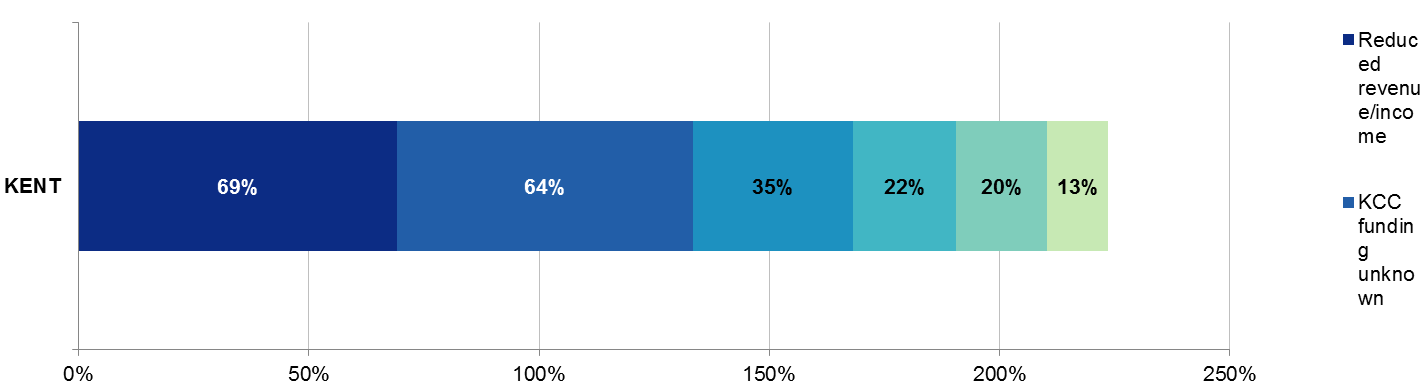 KENT
69%
64%
35%
22%
20%
13%
0%
50%
100%
150%
200%
250%
Reduc
ed
revenu
e/inco
me
KCC
fundin
g
unkno
wn